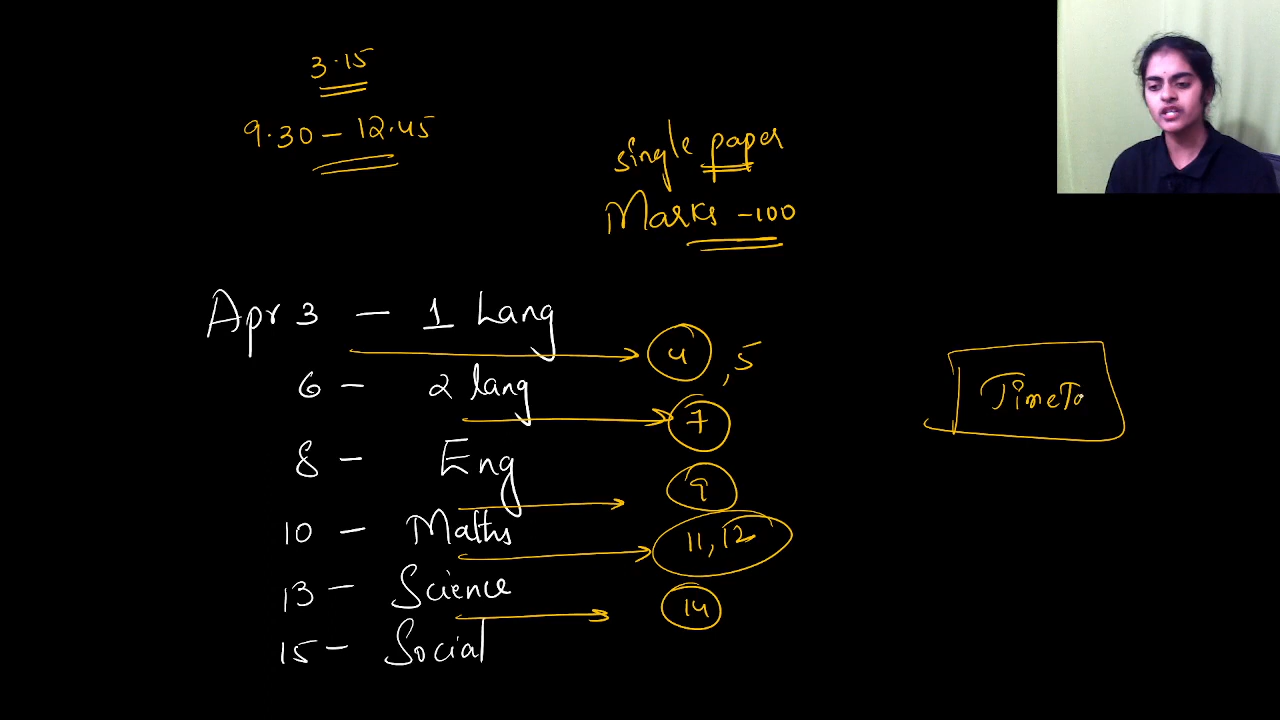 3.15
9.30 - 12.45
single paper
Marks - 100
Apr 3 - 1 Lang
4, 5
6 - 2 lang
7
8 - Eng
9
10 - Maths
11, 12
13 - Science
14
15 - Social
TimeTa